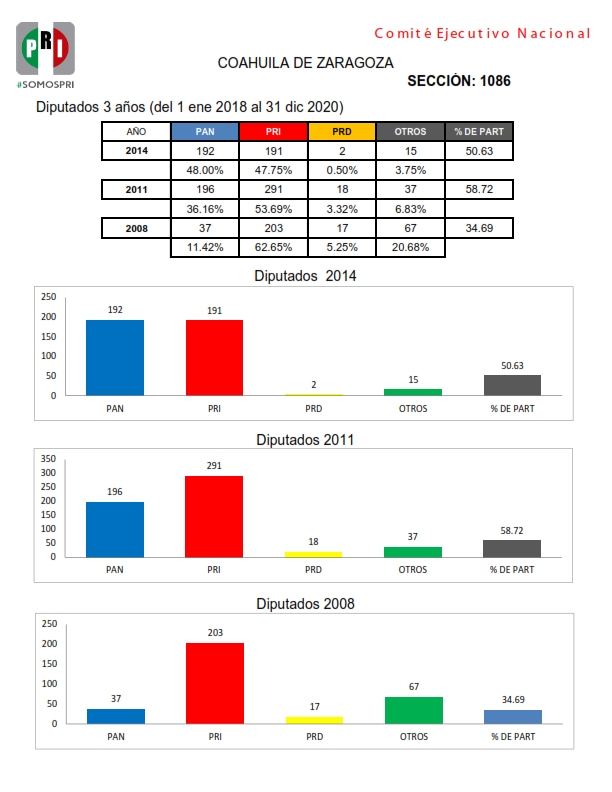 Comité Ejecutivo Nacional
PRI
#SOMOSPRI
COAHUILA DE ZARAGOZA
SECCIÓN: 1086
Diputados 3 años (del 1 ene 2018 al 31 dic 2020)
AÑO PAN PRI PRD OTROS % DE PART
2014 192 191 2 15 50.63
48.00% 47.75% 0.50% 3.75%
2011 196 291 18 37 58.72
36.16% 53.69% 3.32% 6.83%
2008 37 203 17 67 34.69
11.42% 62.65% 5.25% 20.68%
Diputados 2014
250
200
150
100
50
0
192 191 2 15 50.63
PAN PRI PRD OTROS % DE PART
Diputados 2011
350
300
250
200
150
100
50
0
196 291 18 37 58.72
PAN PRI PRD OTROS % DE PART
Diputados 2008
250
200
150
100
50
0
37 203 17 67 34.69
PAN PRI PRD OTROS % DE PART